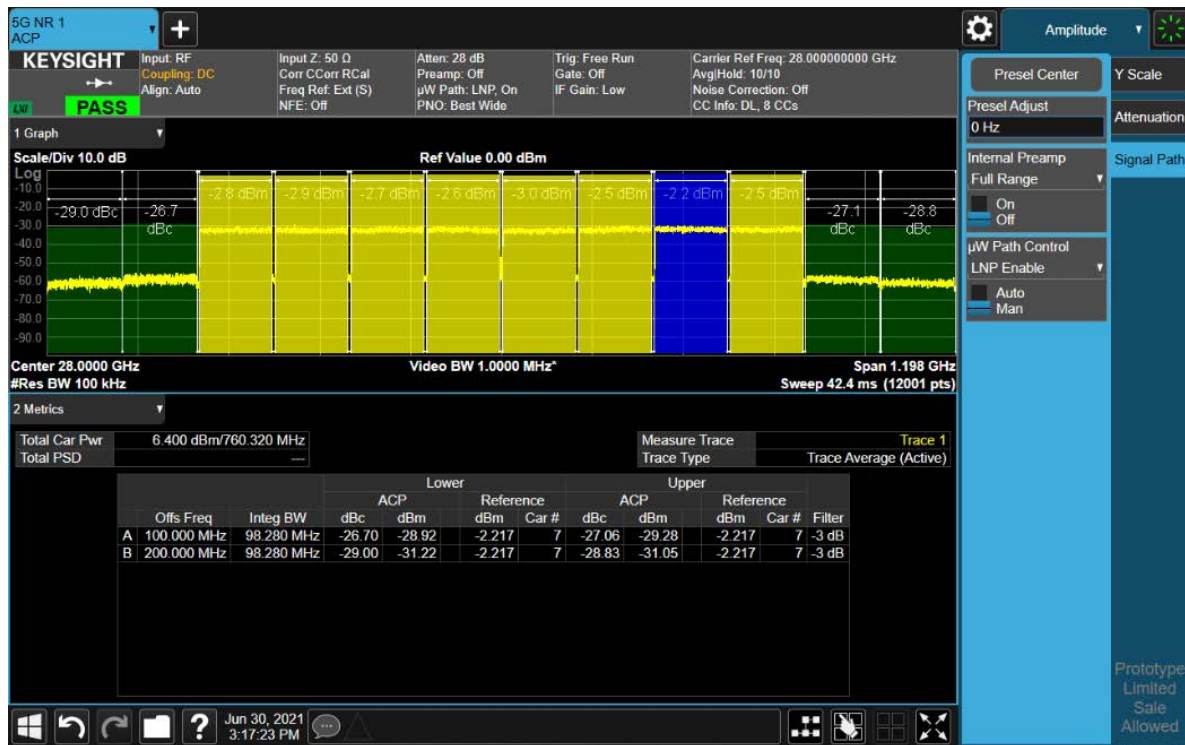 5G NR 1
ACP
Amplitude
KEYSIGHT
LXI
PASS
Input: RF
Coupling: DC
Align: Auto
Input Z: 50 Ω
Corr CCorr RCal
Freq Ref: Ext (S)
NFE: Off
Atten: 28 dB
Preamp: Off
µW Path: LNP, On
PNO: Best Wide
Trig: Free Run
Gate: Off
IF Gain: Low
Carrier Ref Freq: 28.000000000 GHz
Avg|Hold: 10/10
Noise Correction: Off
CC Info: DL, 8 CCs
1 Graph
Scale/Div 10.0 dB
Ref Value 0.00 dBm
Log
-10.0
-20.0
-30.0
-40.0
-50.0
-60.0
-70.0
-80.0
-90.0
-29.0 dBc
-26.7
dBc
-2.8 dBm
-2.9 dBm
-2.7 dBm
-2.6 dBm
-3.0 dBm
-2.5 dBm
-2.2 dBm
-2.5 dBm
-27.1
dBc
-28.8
dBc
Center 28.0000 GHz
Video BW 1.0000 MHz*
Span 1.198 GHz
#Res BW 100 kHz
Sweep 42.4 ms (12001 pts)
2 Metrics
Total Car Pwr 6.400 dBm/760.320 MHz
Total PSD ---
Measure Trace Trace 1
Trace Type Trace Average (Active)
Lower Upper
ACP Reference ACP Reference
Offs Freq Integ BW dBc dBm dBm Car # dBc dBm dBm Car # Filter
A 100.000 MHz 98.280 MHz -26.70 -28.92 -2.217 7 -27.06 -29.28 -2.217 7 -3 dB
B 200.000 MHz 98.280 MHz -29.00 -31.22 -2.217 7 -28.83 -31.05 -2.217 7 -3 dB
Presel Center
Presel Adjust
0 Hz
Internal Preamp
Full Range
On
Off
µW Path Control
LNP Enable
Auto
Man
Y Scale
Attenuation
Signal Path
Prototype
Limited
Sale
Allowed
?
Jun 30, 2021
3:17:23 PM